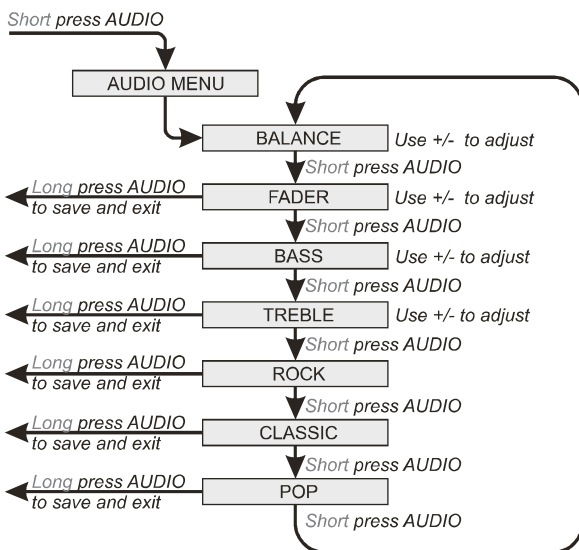 Short press AUDIO
AUDIO MENU
BALANCE Use +/- to adjust
Short press AUDIO
Long press AUDIO
to save and exit
FADER Use +/- to adjust
Short press AUDIO
Long press AUDIO
to save and exit
BASS Use +/- to adjust
Short press AUDIO
Long press AUDIO
to save and exit
TREBLE Use +/- to adjust
Short press AUDIO
Long press AUDIO
to save and exit
ROCK
Short press AUDIO
Long press AUDIO
to save and exit
CLASSIC
Short press AUDIO
Long press AUDIO
to save and exit
POP
Short press AUDIO